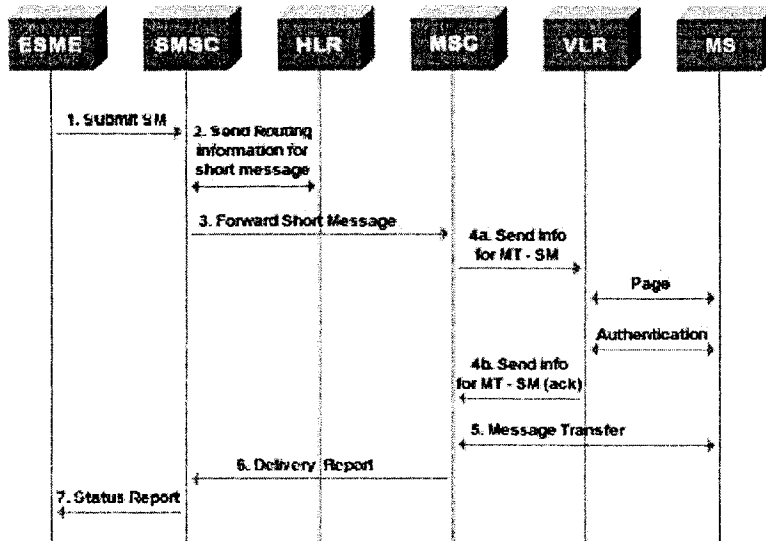 ESME
SMSC
HLR
MSC
VLR
MS
1. Submit SM
2. Send Routing
information for
short message
3. Forward Short Message
4a. Send info
for MT - SM
Page
Authentication
4b. Send info
for MT - SM (ack)
5. Message Transfer
6. Delivery Report
7. Status Report